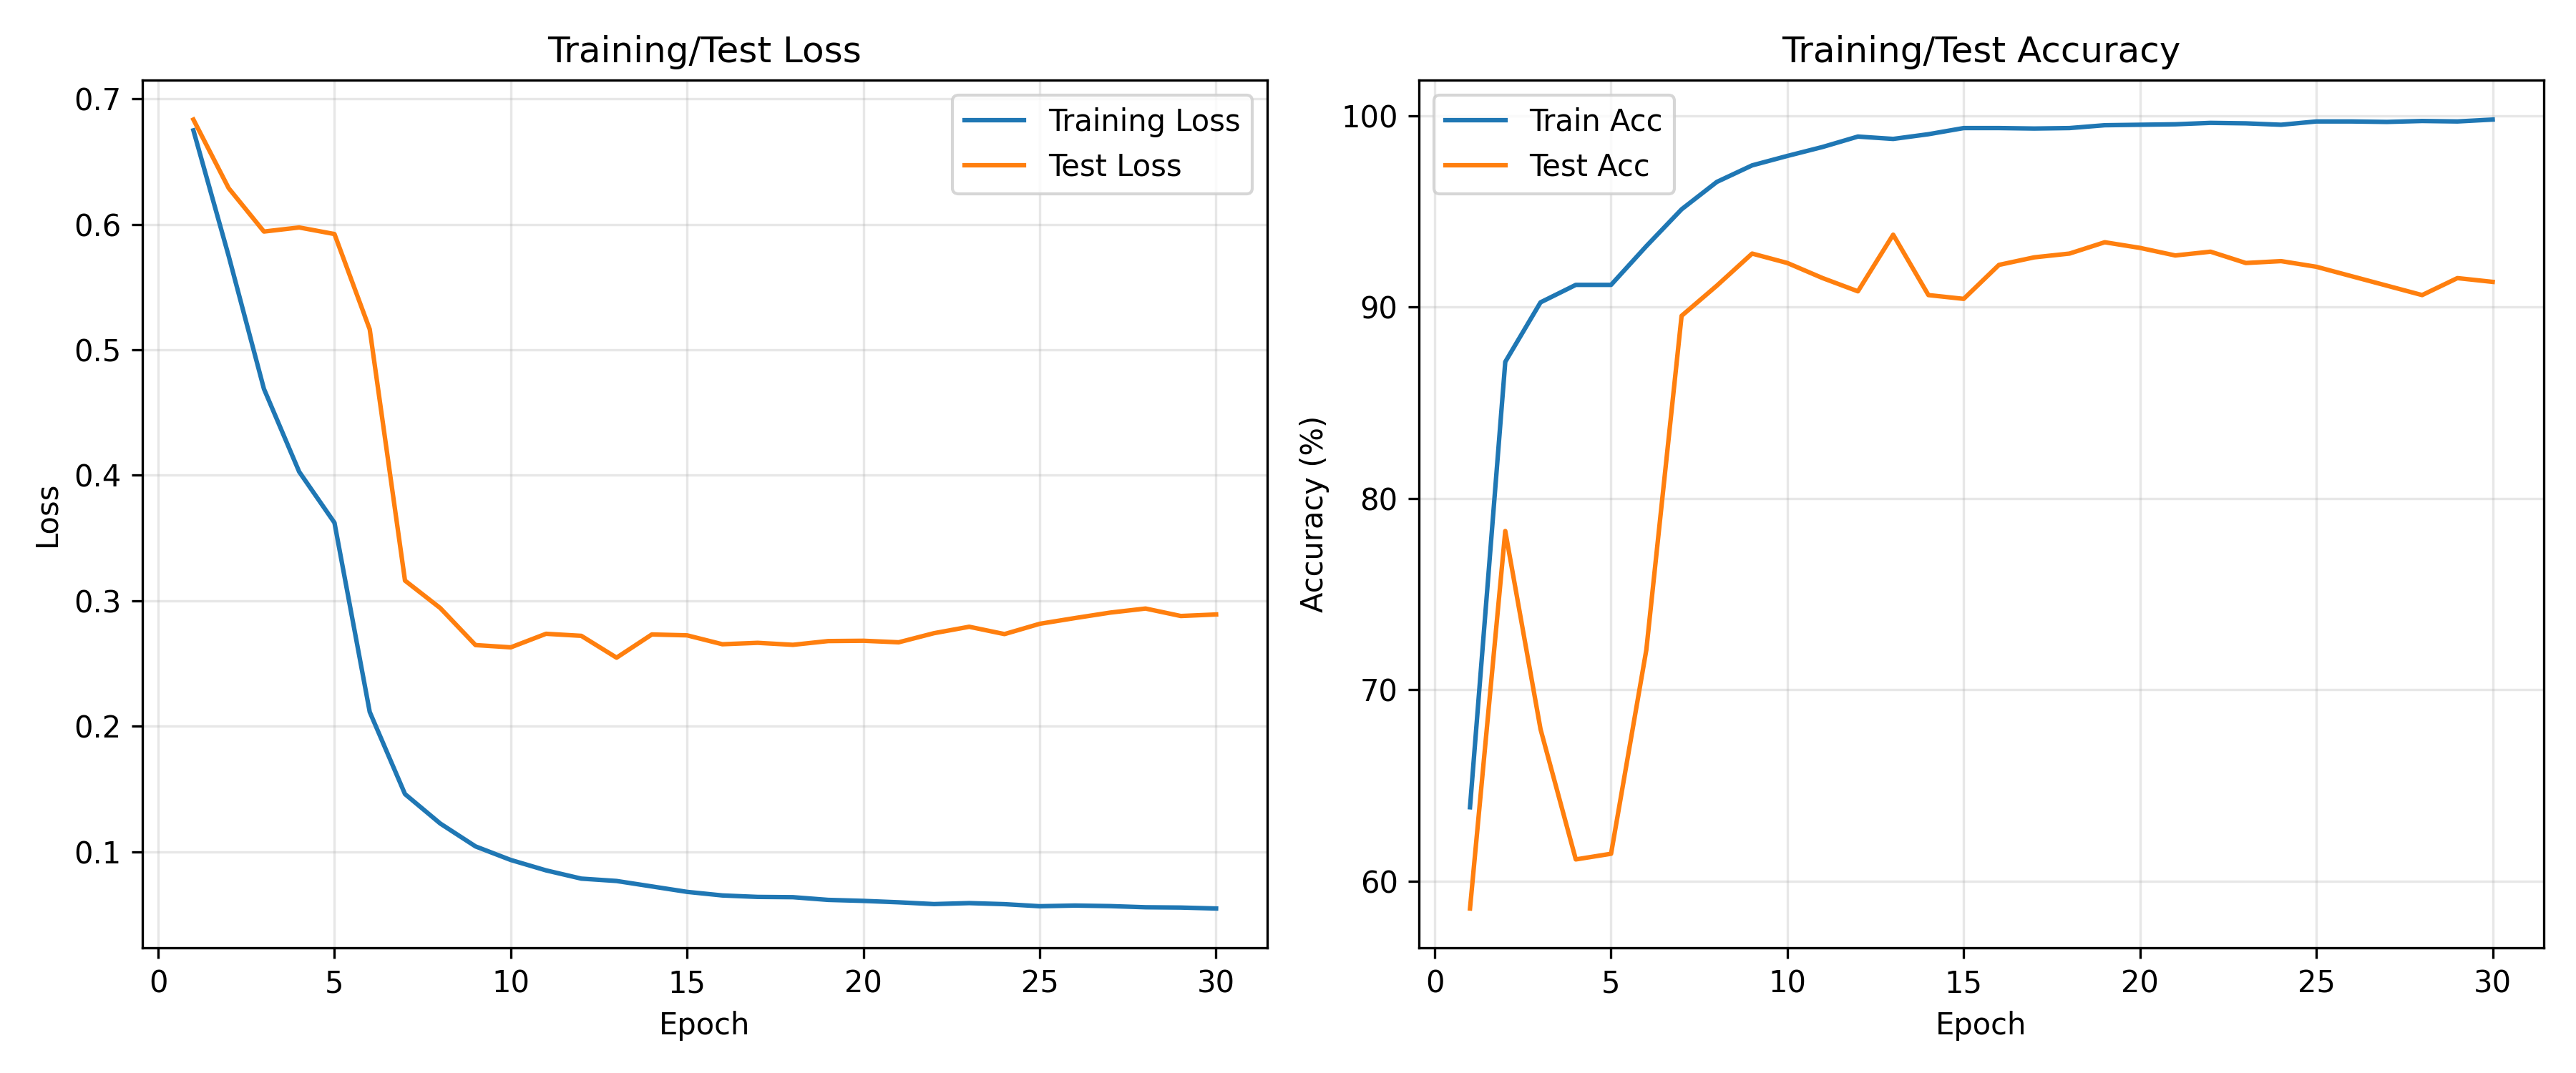 Training/Test Loss
0.7
0.6
0.5
0.4
0.3
0.2
0.1
Loss
Training Loss
Test Loss
0 5 10 15 20 25 30
Epoch
Training/Test Accuracy
100
90
80
70
60
Accuracy (%)
Train Acc
Test Acc
0 5 10 15 20 25 30
Epoch